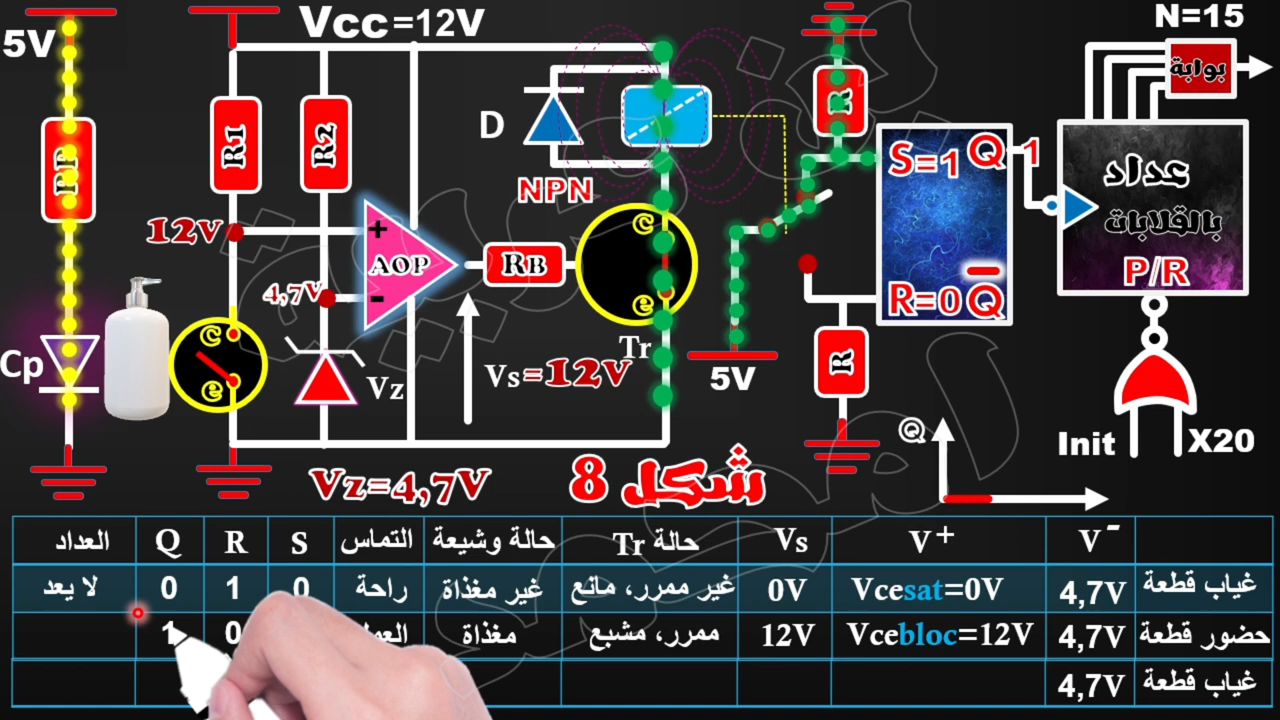 5V
Vcc=12V
N=15
بوابة
R1
R2
D
NPN
R
S=1 Q 1
عداد
بالقلابات
P/R
12V
+
AOP
-
RB
c
e
4,7V
R=0 Q
Cp
c
e
Vz
Tr
Vs=12V
5V
R
Q
Init
X20
Vz=4,7V
شكل 8
V- V+ Vs حالة Tr حالة وشيعة التماس S R Q العداد
غياب قطعة 4,7V Vcesat=0V 0V غير ممرر، مانع غير مغذاة راحة 0 1 0 لا يعد
حضور قطعة 4,7V Vcebloc=12V 12V ممرر، مشبع مغذاة 0 1
غياب قطعة 4,7V